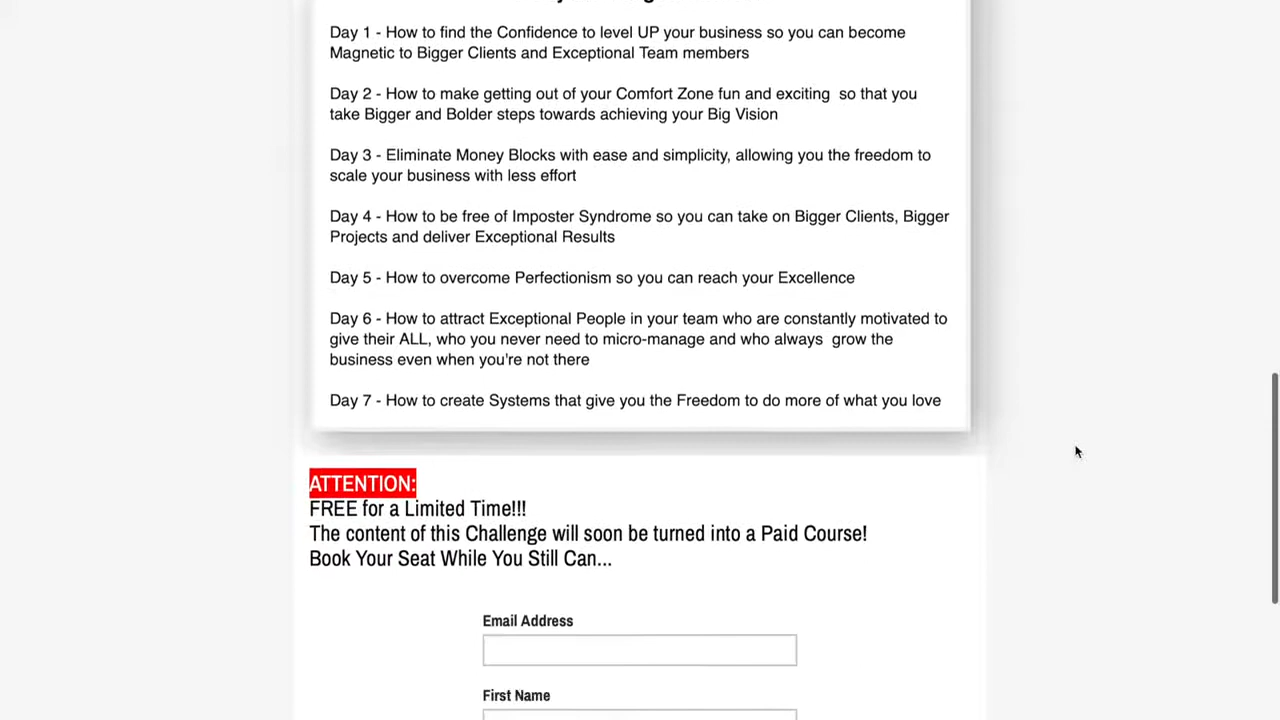 Day 1 - How to find the Confidence to level UP your business so you can become
Magnetic to Bigger Clients and Exceptional Team members
Day 2 - How to make getting out of your Comfort Zone fun and exciting  so that you
take Bigger and Bolder steps towards achieving your Big Vision
Day 3 - Eliminate Money Blocks with ease and simplicity, allowing you the freedom to
scale your business with less effort
Day 4 - How to be free of Imposter Syndrome so you can take on Bigger Clients, Bigger
Projects and deliver Exceptional Results
Day 5 - How to overcome Perfectionism so you can reach your Excellence
Day 6 - How to attract Exceptional People in your team who are constantly motivated to
give their ALL, who you never need to micro-manage and who always  grow the
business even when you're not there
Day 7 - How to create Systems that give you the Freedom to do more of what you love
ATTENTION:
FREE for a Limited Time!!!
The content of this Challenge will soon be turned into a Paid Course!
Book Your Seat While You Still Can...
Email Address
First Name